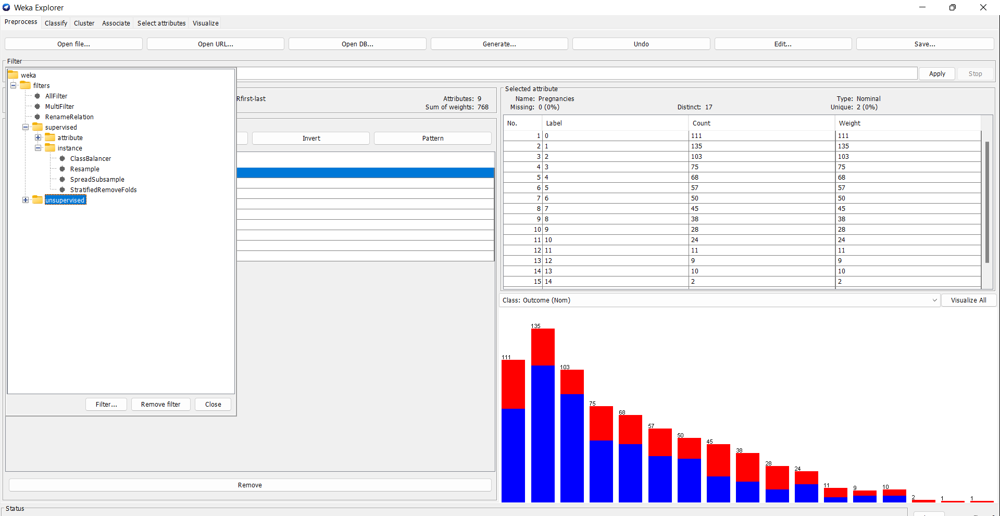 Weka Explorer
Preprocess Classify Cluster Associate Select attributes Visualize
Open file... Open URL... Open DB... Generate... Undo Edit... Save...
Filter
weka
filters
AllFilter
MultiFilter
RenameRelation
supervised
attribute
instance
ClassBalancer
Resample
SpreadSubsample
StratifiedRemoveFolds
unsupervised
Filter... Remove filter Close
Apply Stop
Rfirst-last Attributes: 9
Sum of weights: 768
Invert Pattern
Remove
Status
Selected attribute
Name: Pregnancies Type: Nominal
Missing: 0 (0%) Distinct: 17 Unique: 2 (0%)
No. Label Count Weight
1 0 111 111
2 1 135 135
3 2 103 103
4 3 75 75
5 4 68 68
6 5 57 57
7 6 50 50
8 7 45 45
9 8 38 38
10 9 28 28
11 10 24 24
12 11 11 11
13 12 9 9
14 13 10 10
15 14 2 2
Class: Outcome (Nom) Visualize All
111 135 103 75 68 57 50 45 38 28 24 11 9 10 2 1 1